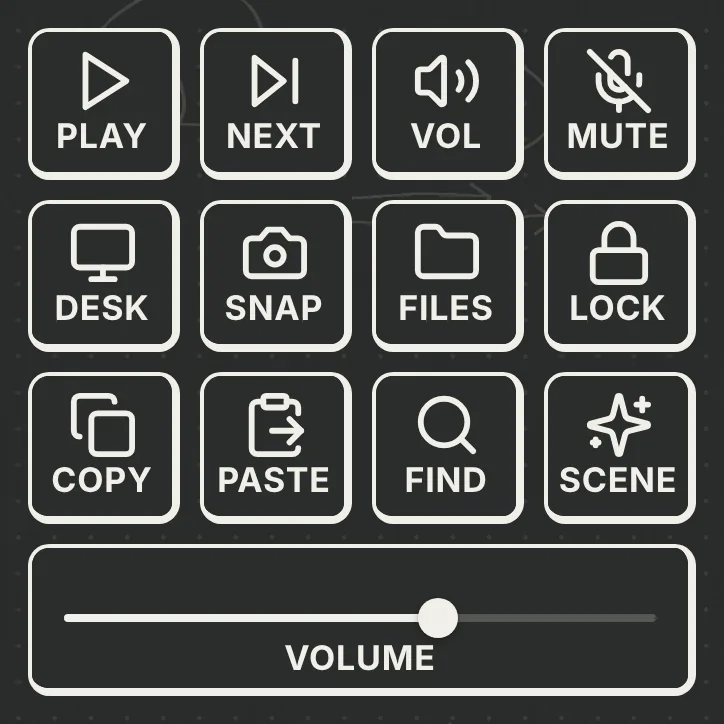 PLAY NEXT VOL MUTE
DESK SNAP FILES LOCK
COPY PASTE FIND SCENE
VOLUME